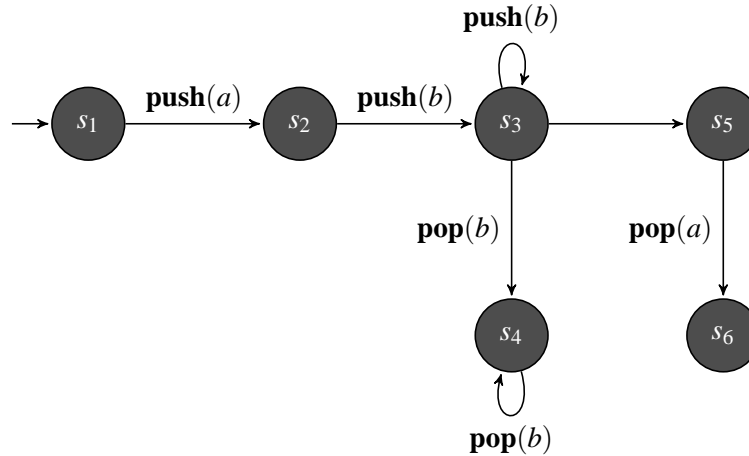 push(b)
push(a) push(b)
s1 s2 s3 s5
pop(b) pop(a)
s4 s6
pop(b)